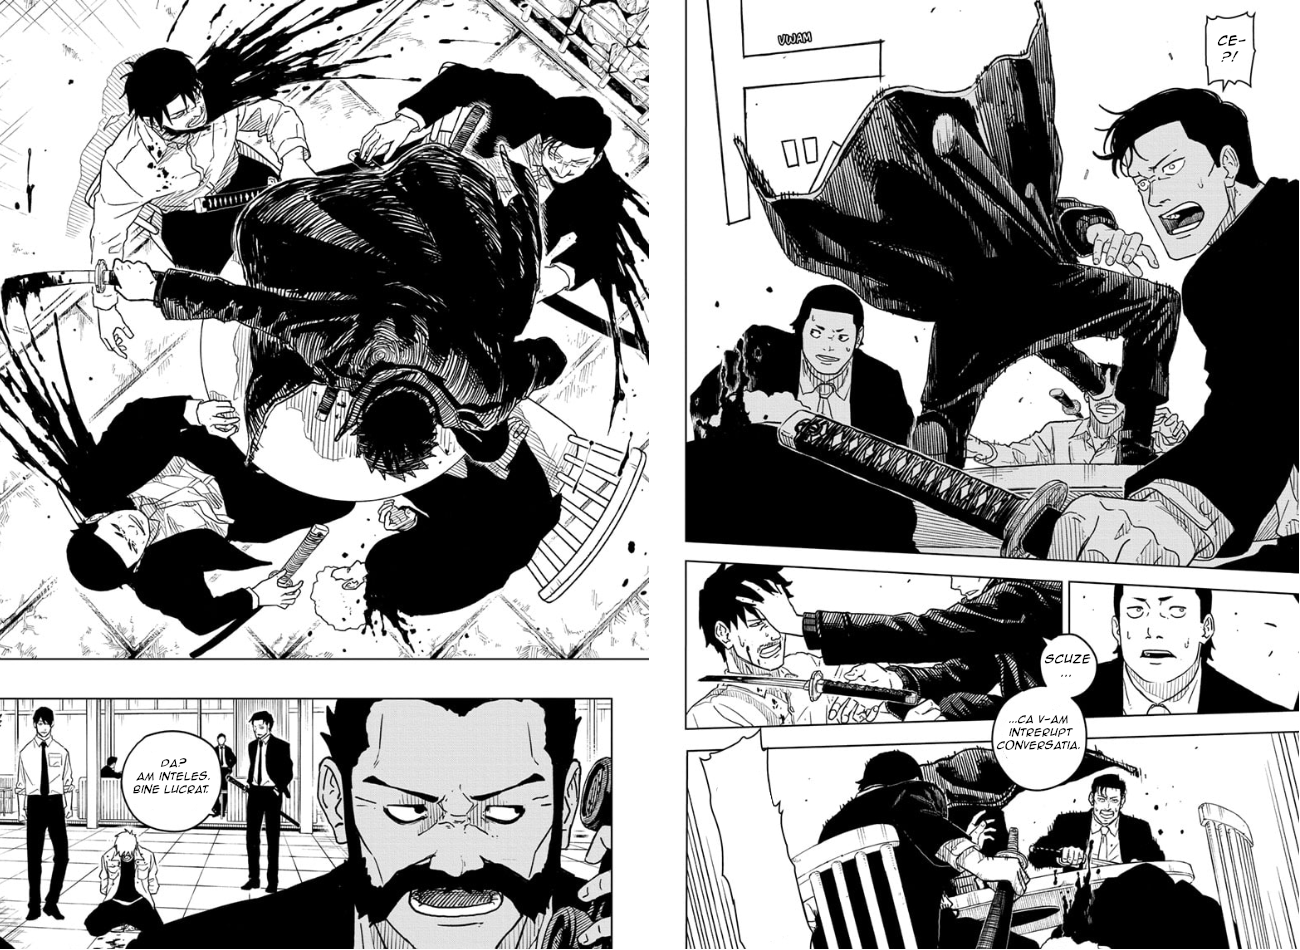 VWAM
CE-
?!
SCUZE
...
...CA V-AM
INTRERUPT
CONVERSATIA.
DA?
AM INTELES.
BINE LUCRAT.